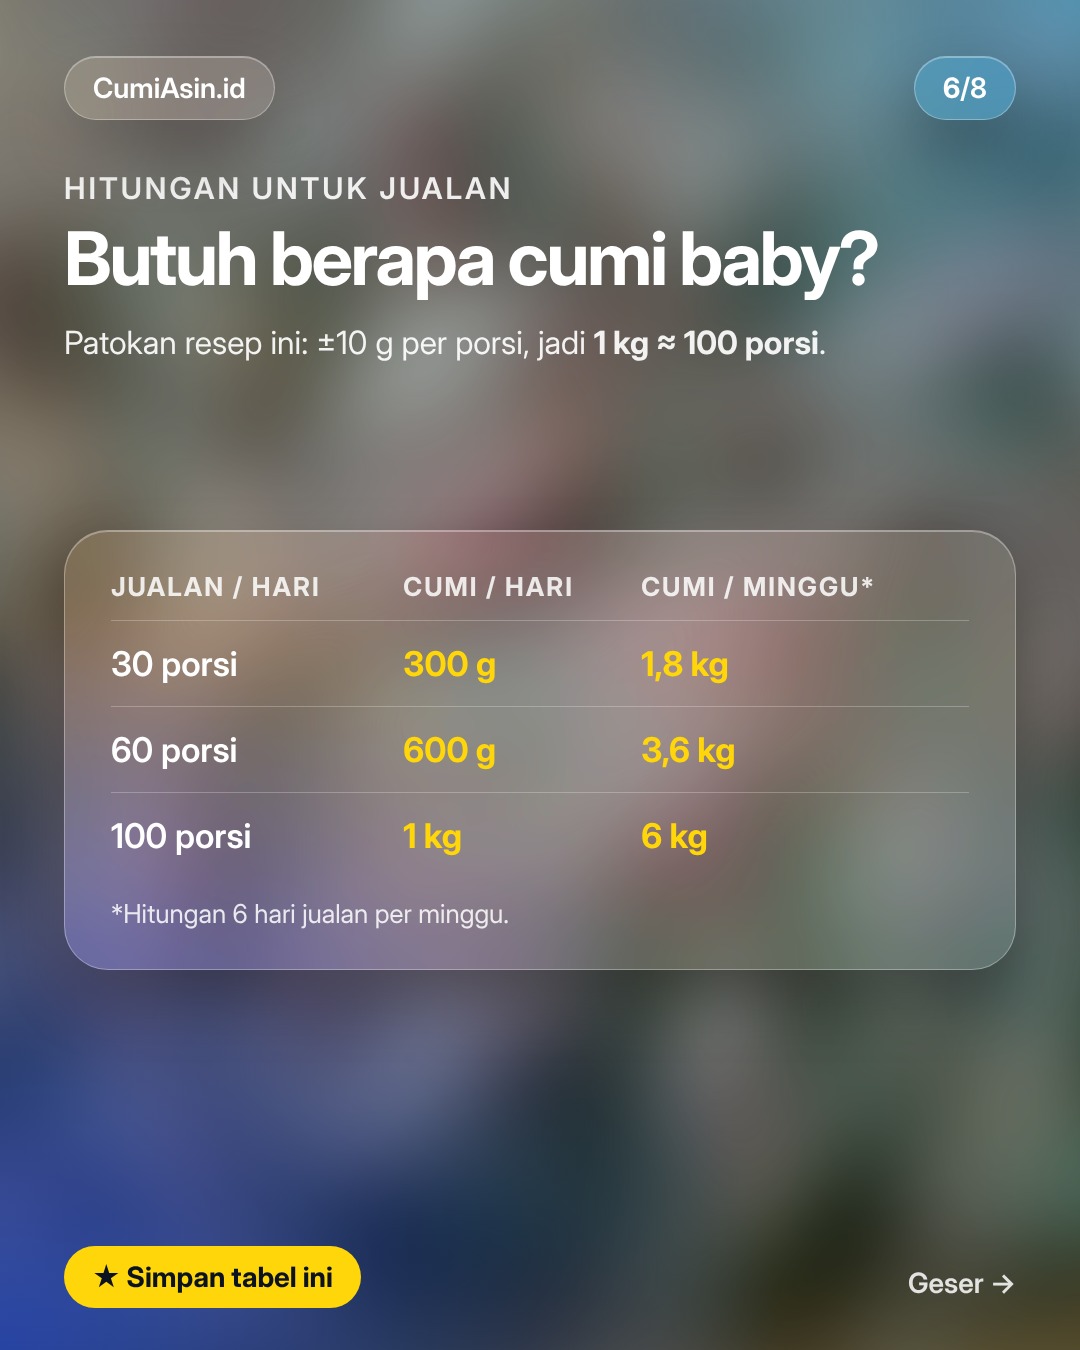 CumiAsin.id
6/8
HITUNGAN UNTUK JUALAN
Butuh berapa cumi baby?
Patokan resep ini: ±10 g per porsi, jadi 1 kg ≈ 100 porsi.
JUALAN / HARI CUMI / HARI CUMI / MINGGU*
30 porsi 300 g 1,8 kg
60 porsi 600 g 3,6 kg
100 porsi 1 kg 6 kg
*Hitungan 6 hari jualan per minggu.
★ Simpan tabel ini
Geser →